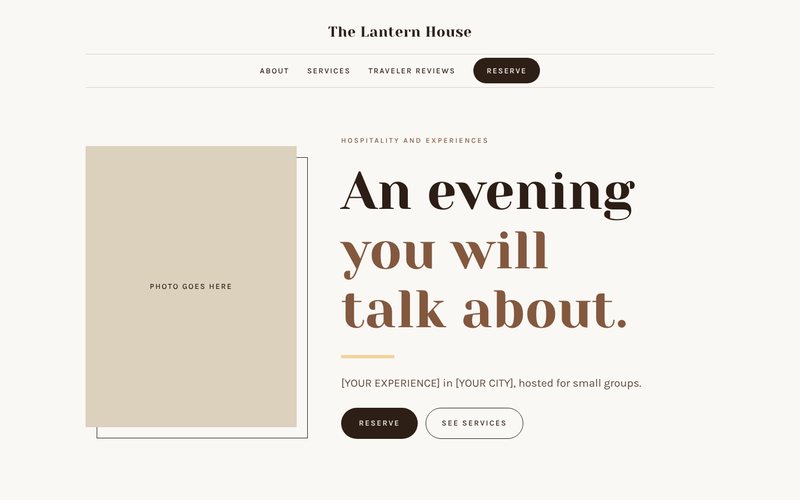 The Lantern House
ABOUT SERVICES TRAVELER REVIEWS RESERVE
PHOTO GOES HERE
HOSPITALITY AND EXPERIENCES
An evening
you will
talk about.
[YOUR EXPERIENCE] in [YOUR CITY], hosted for small groups.
RESERVE SEE SERVICES